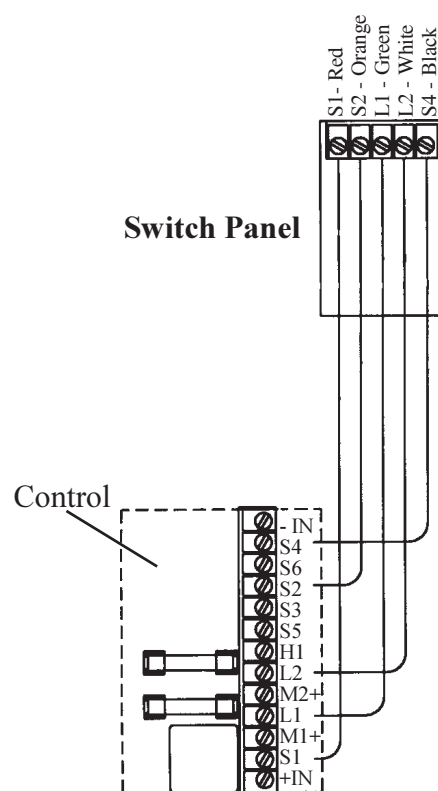 S1- Red
S2 - Orange
L1 - Green
L2 - White
S4 - Black
Switch Panel
Control
- IN
S4
S6
S2
S3
S5
H1
L2
M2+
L1
M1+
S1
+IN